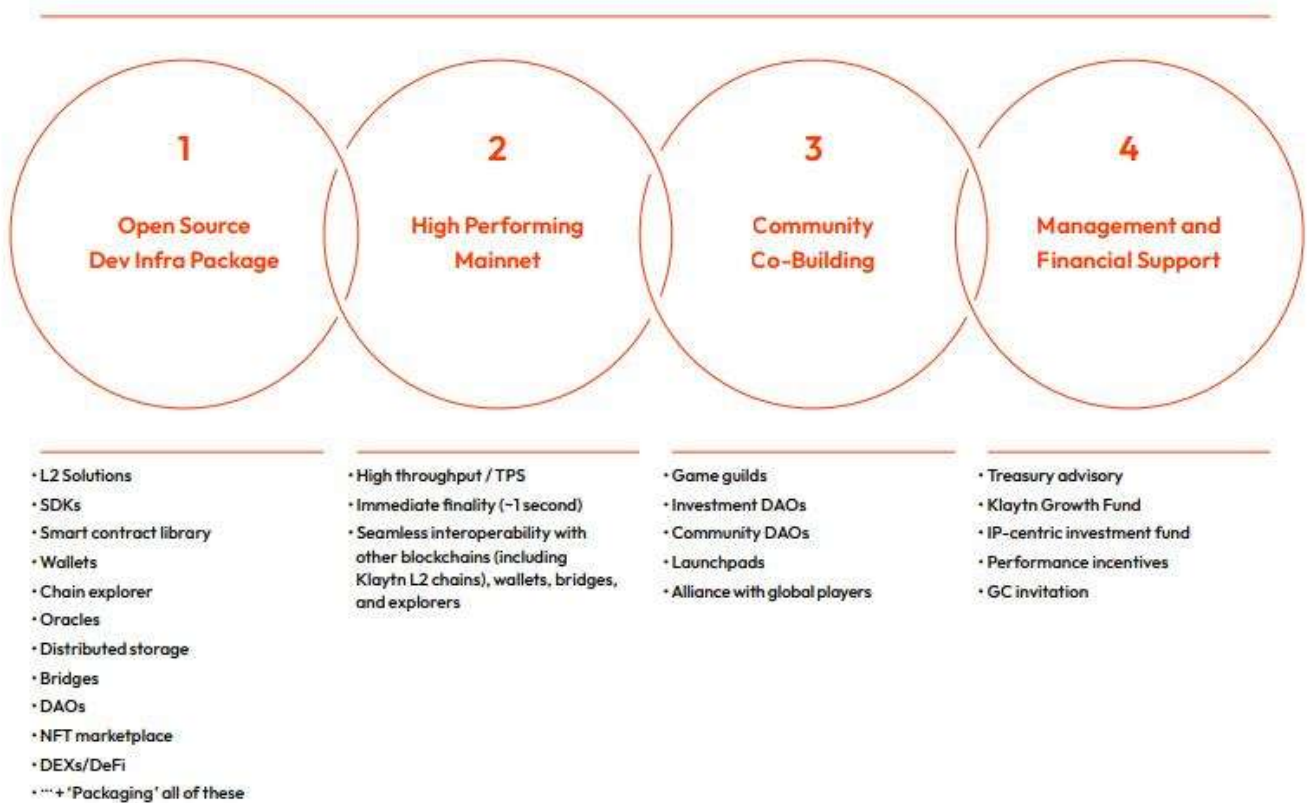 1
Open Source
Dev Infra Package
2
High Performing
Mainnet
3
Community
Co-Building
4
Management and
Financial Support
• L2 Solutions
• SDKs
• Smart contract library
• Wallets
• Chain explorer
• Oracles
• Distributed storage
• Bridges
• DAOs
• NFT marketplace
• DEXs/DeFi
• ···+ ‘Packaging’ all of these
• High throughput / TPS
• Immediate finality (~1 second)
• Seamless interoperability with
other blockchains (including
Klaytn L2 chains), wallets, bridges,
and explorers
• Game guilds
• Investment DAOs
• Community DAOs
• Launchpads
• Alliance with global players
• Treasury advisory
• Klaytn Growth Fund
• IP-centric investment fund
• Performance incentives
• GC invitation